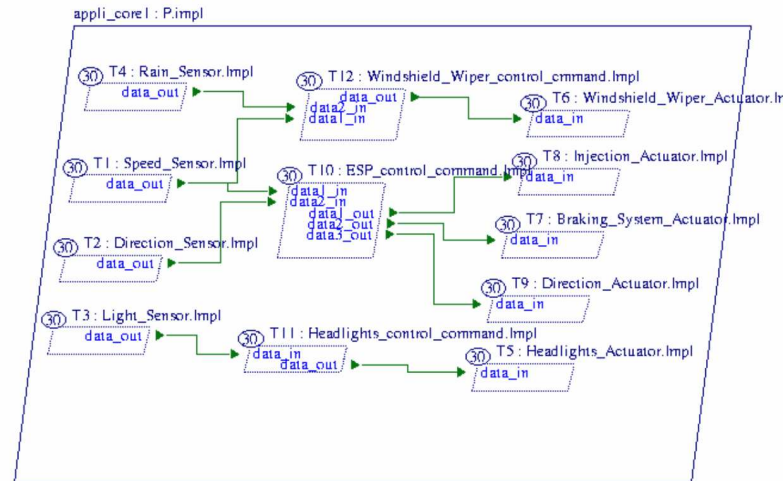 appli_core1 : P.impl
30 T4 : Rain_Sensor.Impl
data_out
30 T12 : Windshield_Wiper_control_cmmand.Impl
data_out
data2_in
data1_in
30 T6 : Windshield_Wiper_Actuator.Ir
data_in
30 T1 : Speed_Sensor.Impl
data_out
30 T10 : ESP_control_command.Impl
data1_in
data2_in
data1_out
data2_out
data3_out
30 T8 : Injection_Actuator.Impl
data_in
30 T7 : Braking_System_Actuator.Impl
data_in
30 T2 : Direction_Sensor.Impl
data_out
30 T9 : Direction_Actuator.Impl
data_in
30 T3 : Light_Sensor.Impl
data_out
30 T11 : Headlights_control_command.Impl
data_in
data_out
30 T5 : Headlights_Actuator.Impl
data_in